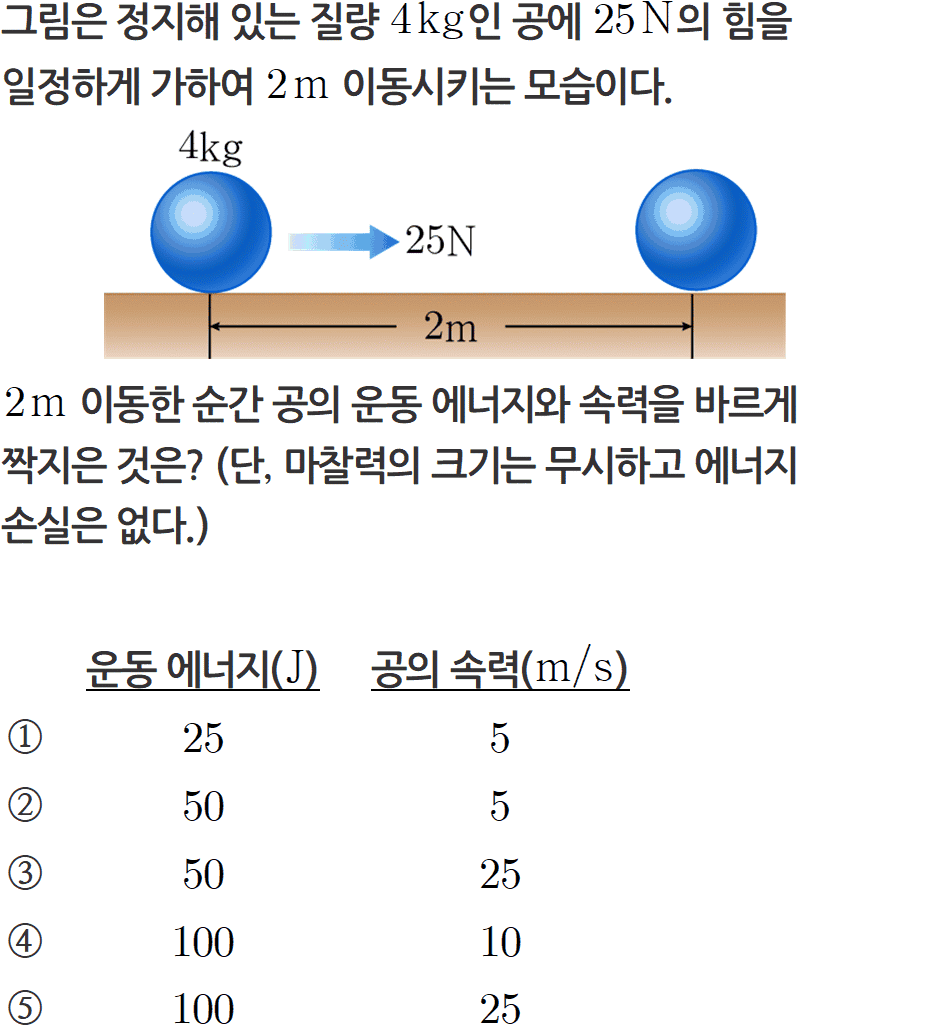 그림은 정지해 있는 질량 4kg인 공에 25N의 힘을
일정하게 가하여 2m 이동시키는 모습이다.
4kg
25N
2m
2m 이동한 순간 공의 운동 에너지와 속력을 바르게
짝지은 것은? (단, 마찰력의 크기는 무시하고 에너지
손실은 없다.)
운동 에너지(J) 공의 속력(m/s)
① 25 5
② 50 5
③ 50 25
④ 100 10
⑤ 100 25